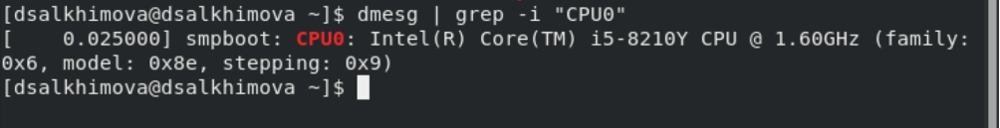 [dsalkhimova@dsalkhimova ~]$ dmesg | grep -i "CPU0"
[    0.025000] smpboot: CPU0: Intel(R) Core(TM) i5-8210Y CPU @ 1.60GHz (family:
0x6, model: 0x8e, stepping: 0x9)
[dsalkhimova@dsalkhimova ~]$